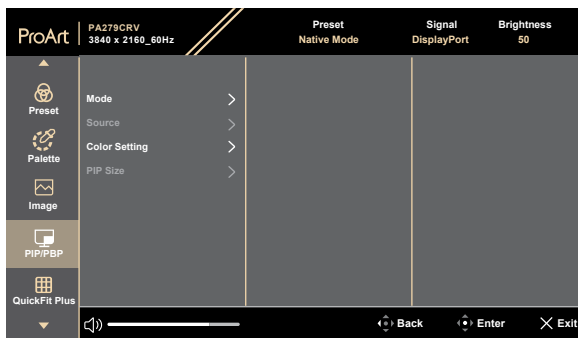 ProArt
PA279CRV
3840 x 2160_60Hz
Preset
Native Mode
Signal
DisplayPort
Brightness
50
Preset
Palette
Image
PIP/PBP
QuickFit Plus
Mode
Source
Color Setting
PIP Size
Back
Enter
Exit